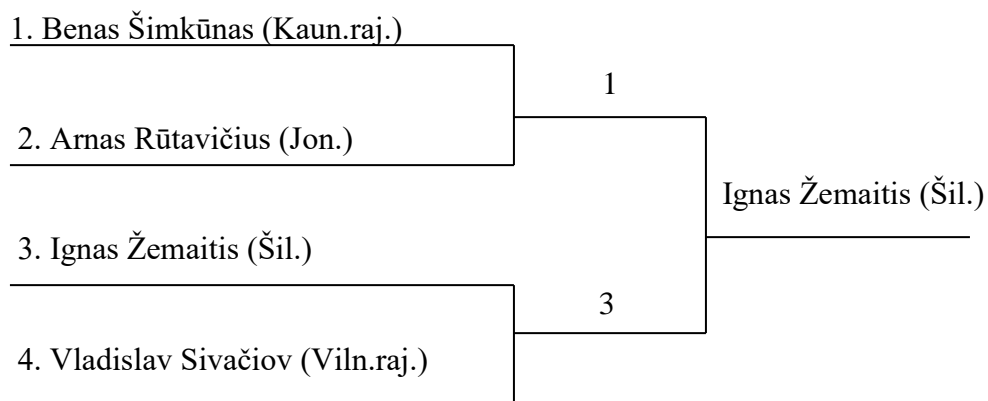 1. Benas Šimkūnas (Kaun.raj.)
1
2. Arnas Rūtavičius (Jon.)
Ignas Žemaitis (Šil.)
3. Ignas Žemaitis (Šil.)
3
4. Vladislav Sivačiov (Viln.raj.)